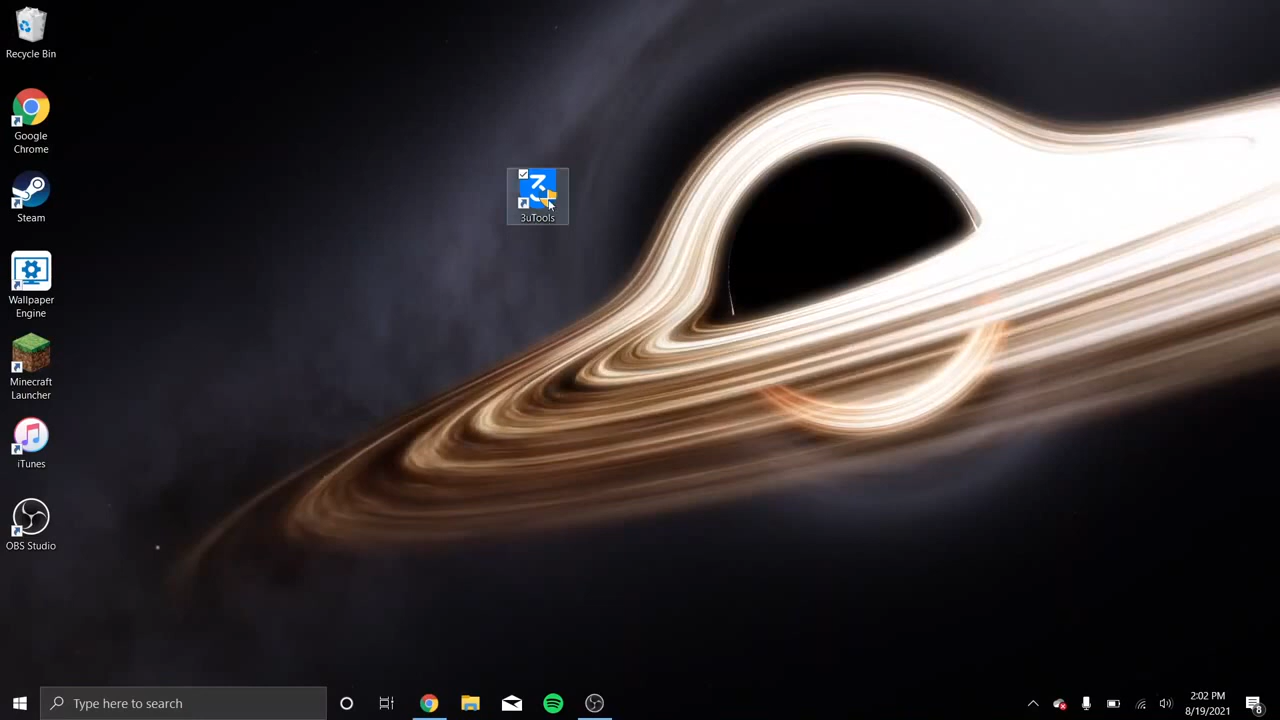 Recycle Bin
Google
Chrome
Steam
Wallpaper
Engine
Minecraft
Launcher
iTunes
OBS Studio
3uTools
Type here to search
2:02 PM
8/19/2021
8